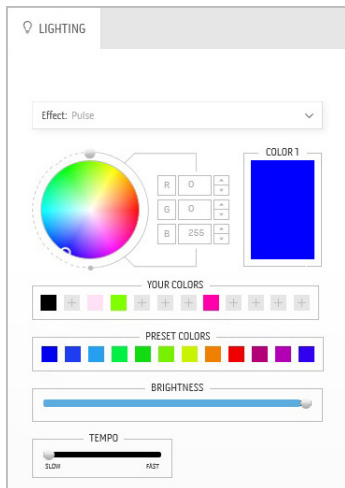 LIGHTING
Effect: Pulse
COLOR 1
R 0
G 0
B 255
YOUR COLORS
PRESET COLORS
BRIGHTNESS
TEMPO
SLOW FAST